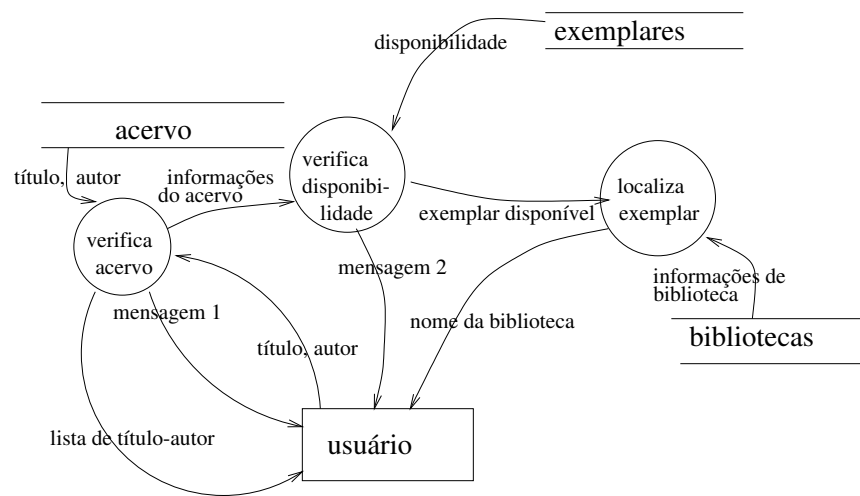 exemplares
disponibilidade
acervo
verifica
disponibi-
lidade
informações
do acervo
título, autor
localiza
exemplar
exemplar disponível
verifica
acervo
mensagem 2
informações de
biblioteca
mensagem 1
nome da biblioteca
bibliotecas
título, autor
lista de título-autor
usuário